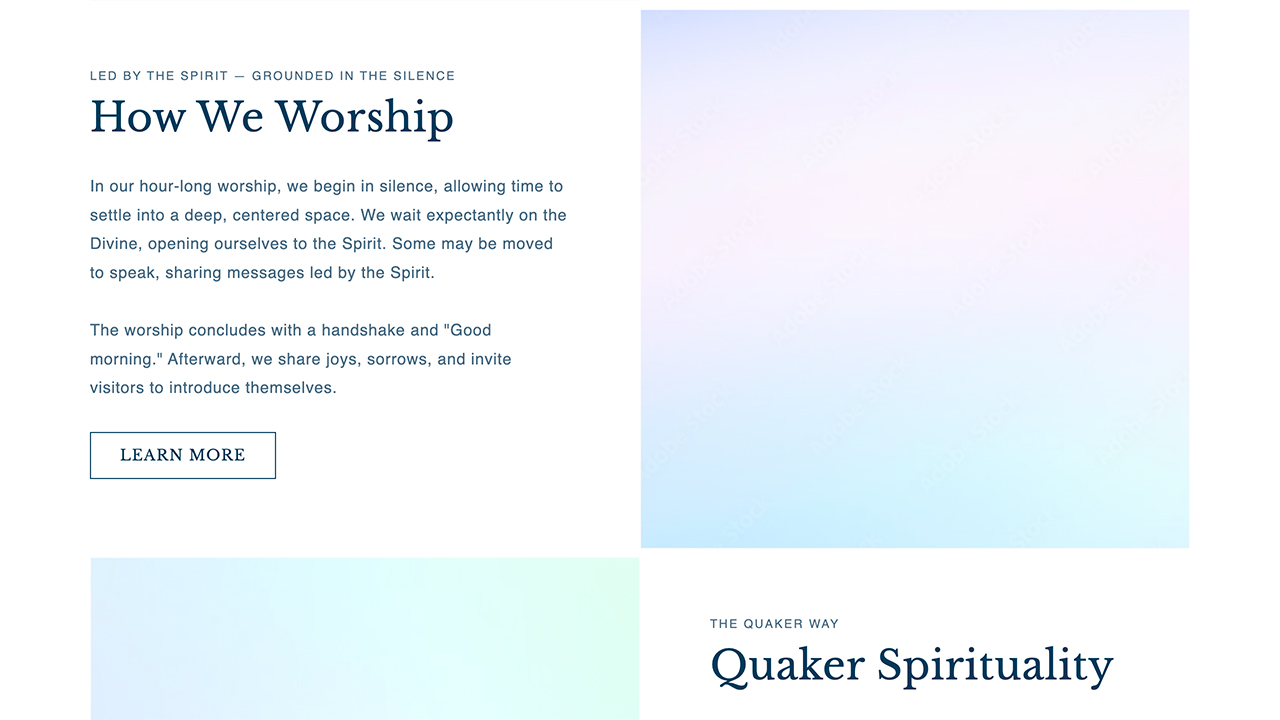 LED BY THE SPIRIT — GROUNDED IN THE SILENCE
How We Worship
In our hour-long worship, we begin in silence, allowing time to
settle into a deep, centered space. We wait expectantly on the
Divine, opening ourselves to the Spirit. Some may be moved
to speak, sharing messages led by the Spirit.
The worship concludes with a handshake and "Good
morning." Afterward, we share joys, sorrows, and invite
visitors to introduce themselves.
LEARN MORE
THE QUAKER WAY
Quaker Spirituality